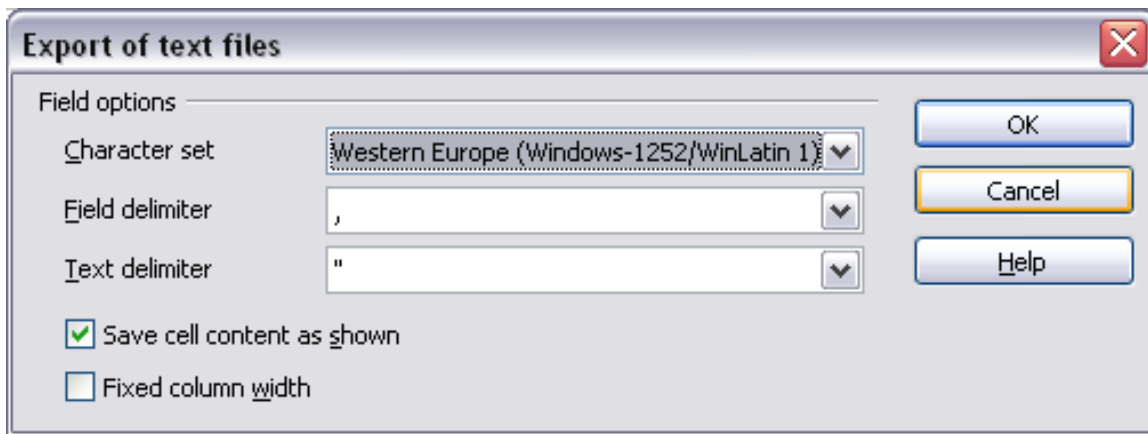 Export of text files
Field options
Character set
Western Europe (Windows-1252/WinLatin 1)
Field delimiter
,
Text delimiter
"
Save cell content as shown
Fixed column width
OK
Cancel
Help